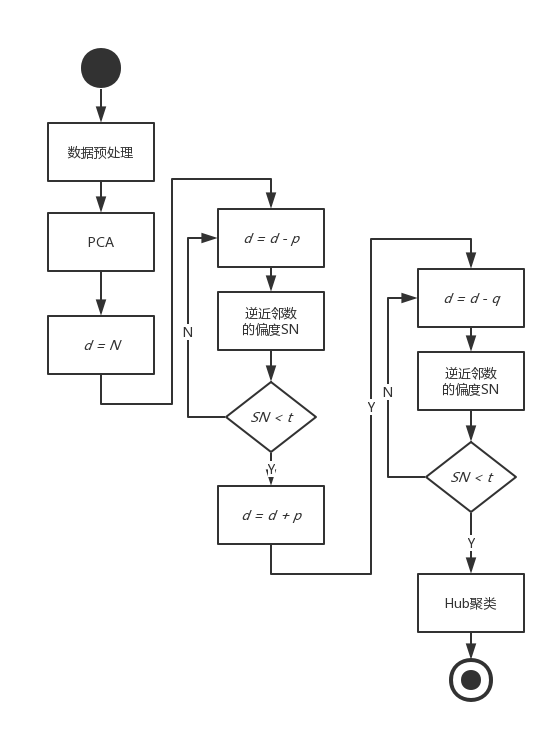 数据预处理
PCA
d = N
d = d - p
逆近邻数
的偏度SN
N
SN < t
Y
d = d + p
Y
d = d - q
逆近邻数
的偏度SN
N
SN < t
Y
Hub聚类